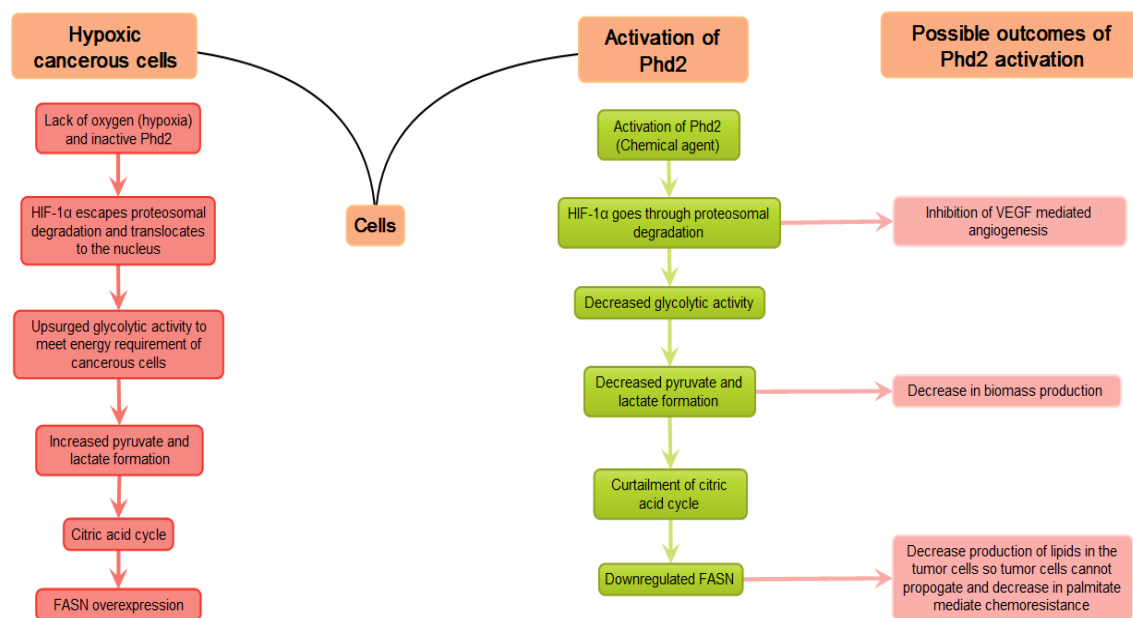 Hypoxic
cancerous cells
Lack of oxygen (hypoxia)
and inactive Phd2
HIF-1α escapes proteosomal
degradation and translocates
to the nucleus
Upsurged glycolytic activity to
meet energy requirement of
cancerous cells
Increased pyruvate and
lactate formation
Citric acid cycle
FASN overexpression
Cells
Activation of
Phd2
Activation of Phd2
(Chemical agent)
HIF-1α goes through proteosomal
degradation
Decreased glycolytic activity
Decreased pyruvate and
lactate formation
Curtailment of citric
acid cycle
Downregulated FASN
Possible outcomes of
Phd2 activation
Inhibition of VEGF mediated
angiogenesis
Decrease in biomass production
Decrease production of lipids in the
tumor cells so tumor cells cannot
propogate and decrease in palmitate
mediate chemoresistance